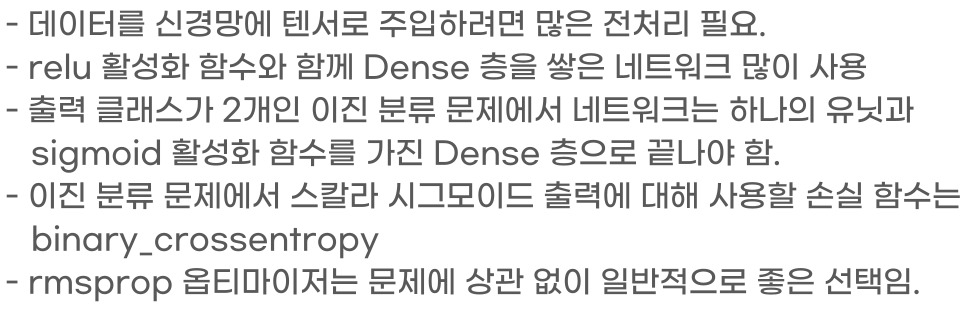 - 데이터를 신경망에 텐서로 주입하려면 많은 전처리 필요.
- relu 활성화 함수와 함께 Dense 층을 쌓은 네트워크 많이 사용
- 출력 클래스가 2개인 이진 분류 문제에서 네트워크는 하나의 유닛과
sigmoid 활성화 함수를 가진 Dense 층으로 끝나야 함.
- 이진 분류 문제에서 스칼라 시그모이드 출력에 대해 사용할 손실 함수는
binary_crossentropy
- rmsprop 옵티마이저는 문제에 상관 없이 일반적으로 좋은 선택임.